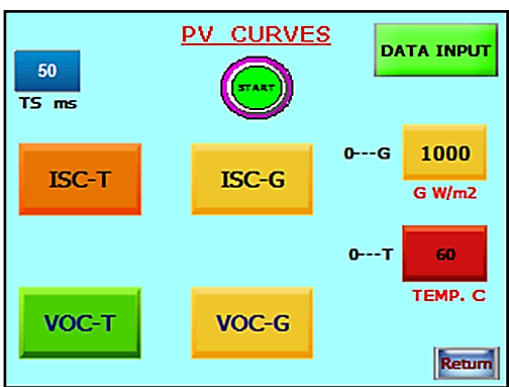 PV CURVES
DATA INPUT
50
TS ms
START
ISC-T
ISC-G
0---G
1000
G W/m2
0---T
60
TEMP. C
VOC-T
VOC-G
Return